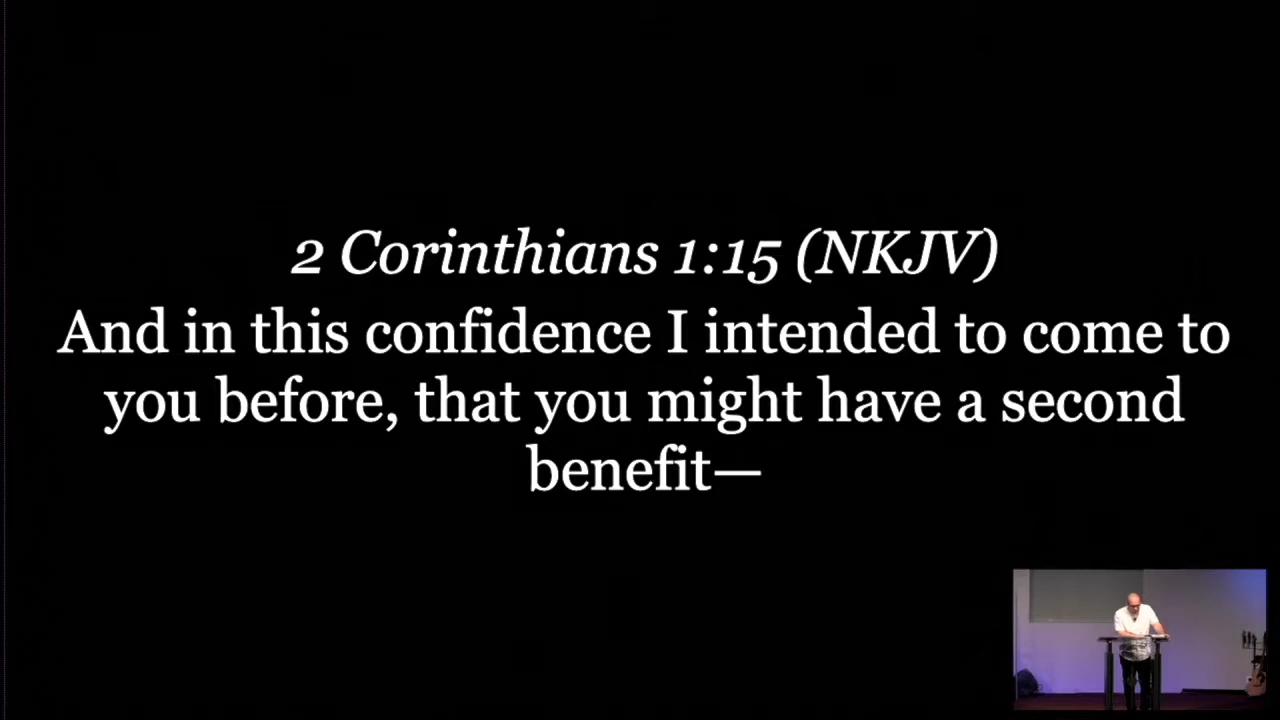 2 Corinthians 1:15 (NKJV)
And in this confidence I intended to come to
you before, that you might have a second
benefit—